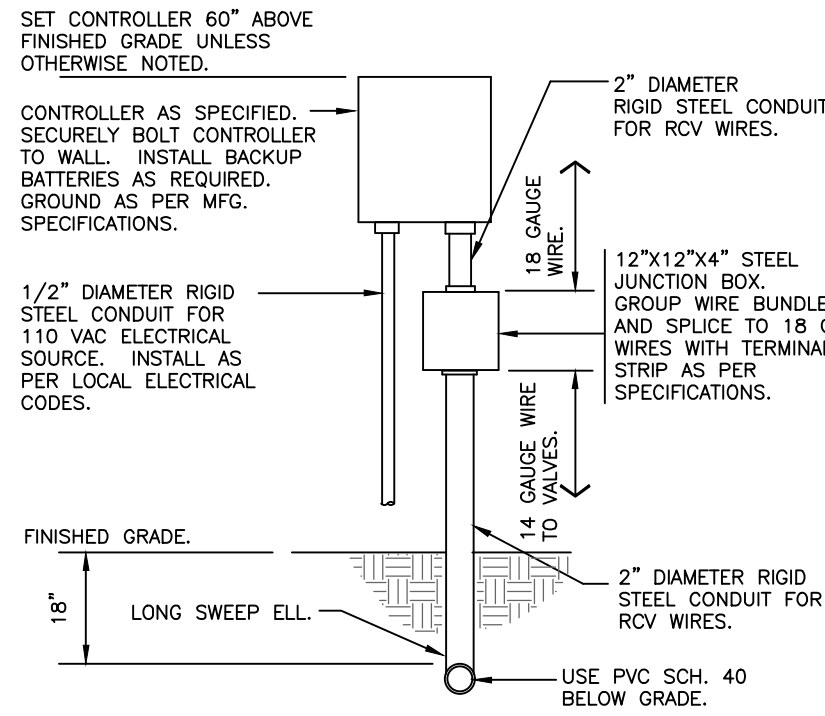 SET CONTROLLER 60" ABOVE
FINISHED GRADE UNLESS
OTHERWISE NOTED.
CONTROLLER AS SPECIFIED.
SECURELY BOLT CONTROLLER
TO WALL. INSTALL BACKUP
BATTERIES AS REQUIRED.
GROUND AS PER MFG.
SPECIFICATIONS.
1/2" DIAMETER RIGID
STEEL CONDUIT FOR
110 VAC ELECTRICAL
SOURCE. INSTALL AS
PER LOCAL ELECTRICAL
CODES.
2" DIAMETER
RIGID STEEL CONDUIT
FOR RCV WIRES.
18 GAUGE
WIRE.
12"X12"X4" STEEL
JUNCTION BOX.
GROUP WIRE BUNDLE
AND SPLICE TO 18 G
WIRES WITH TERMINAL
STRIP AS PER
SPECIFICATIONS.
14 GAUGE WIRE
TO VALVES.
FINISHED GRADE.
18"
LONG SWEEP ELL.
2" DIAMETER RIGID
STEEL CONDUIT FOR
RCV WIRES.
USE PVC SCH. 40
BELOW GRADE.